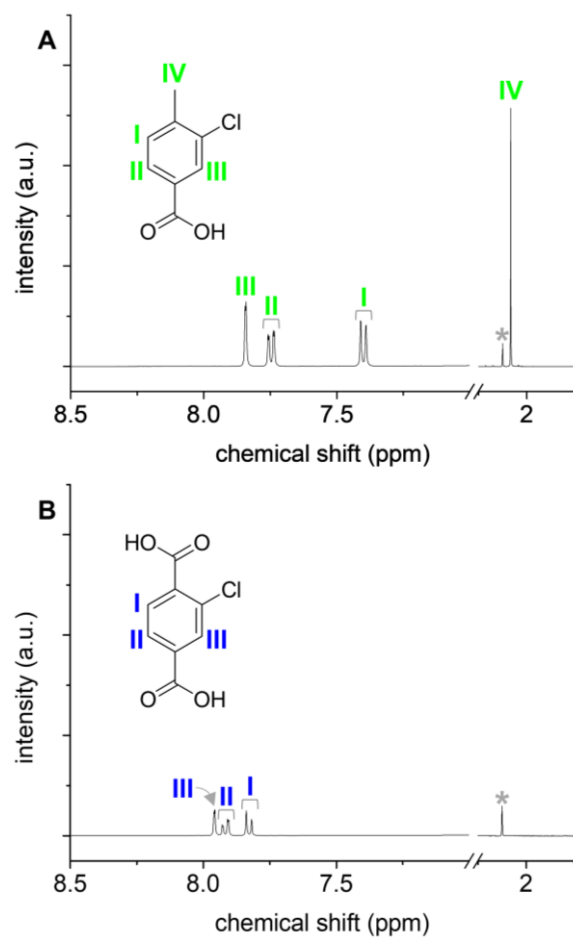 A
IV
IV
Cl
I
II
III
O
OH
III
II
I
*
intensity (a.u.)
8.5
8.0
7.5
2
chemical shift (ppm)
B
HO
O
Cl
I
II
III
O
OH
III
II
I
*
intensity (a.u.)
8.5
8.0
7.5
2
chemical shift (ppm)